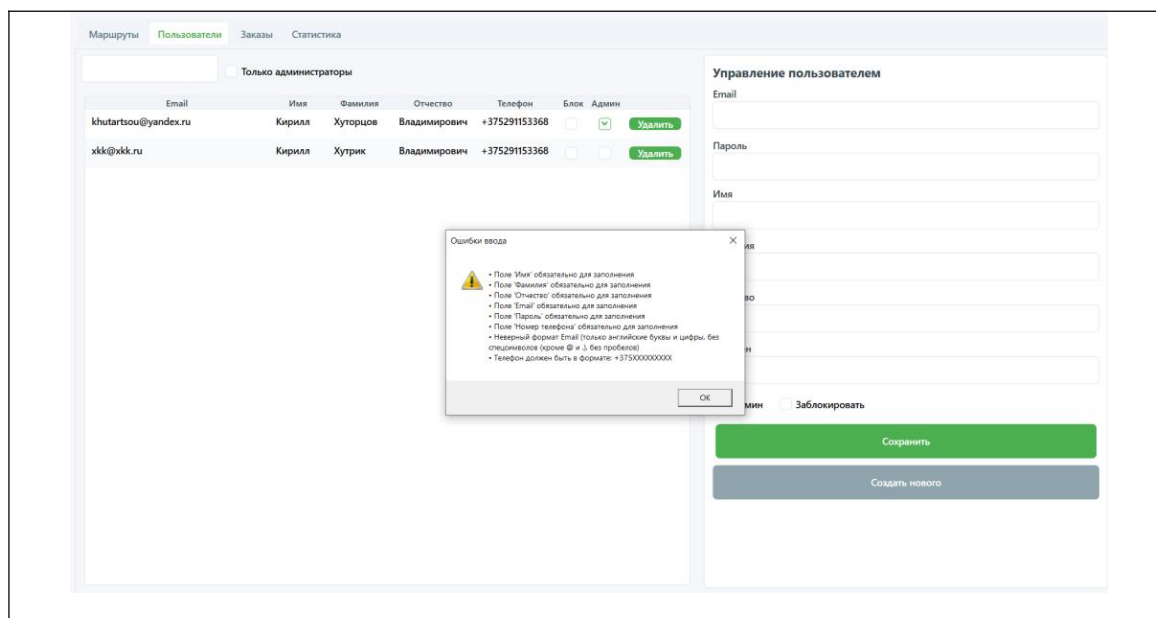 Маршруты Пользователи Заказы Статистика
Только администраторы
Email Имя Фамилия Отчество Телефон Блок Админ
khutartsou@yandex.ru Кирилл Хуторцов Владимирович +375291153368 Удалить
xkk@xkk.ru Кирилл Хутрик Владимирович +375291153368 Удалить
Управление пользователем
Email
Пароль
Имя
ия
во
н
мин Заблокировать
Сохранить
Создать нового
Ошибки ввода
• Поле 'Имя' обязательно для заполнения
• Поле 'Фамилия' обязательно для заполнения
• Поле 'Отчество' обязательно для заполнения
• Поле 'Email' обязательно для заполнения
• Поле 'Пароль' обязательно для заполнения
• Поле 'Номер телефона' обязательно для заполнения
• Неверный формат Email (только английские буквы и цифры, без
спецсимволов (кроме @ и .), без пробелов)
• Телефон должен быть в формате: +375XXXXXXXXX
OK